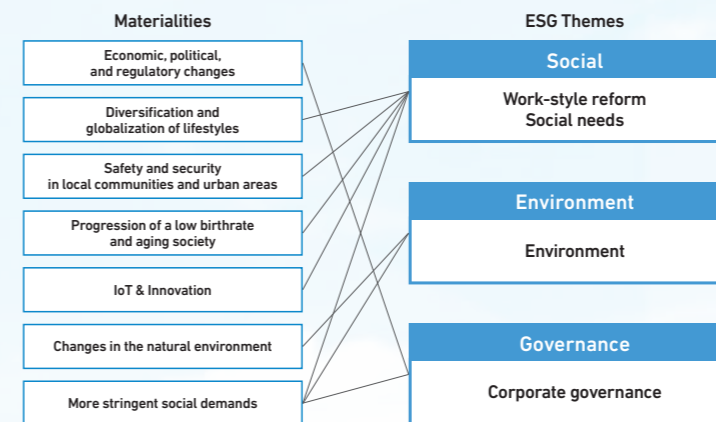 Materialities
Economic, political,
and regulatory changes
Diversification and
globalization of lifestyles
Safety and security
in local communities and urban areas
Progression of a low birthrate
and aging society
IoT & Innovation
Changes in the natural environment
More stringent social demands
ESG Themes
Social
Work-style reform
Social needs
Environment
Environment
Governance
Corporate governance